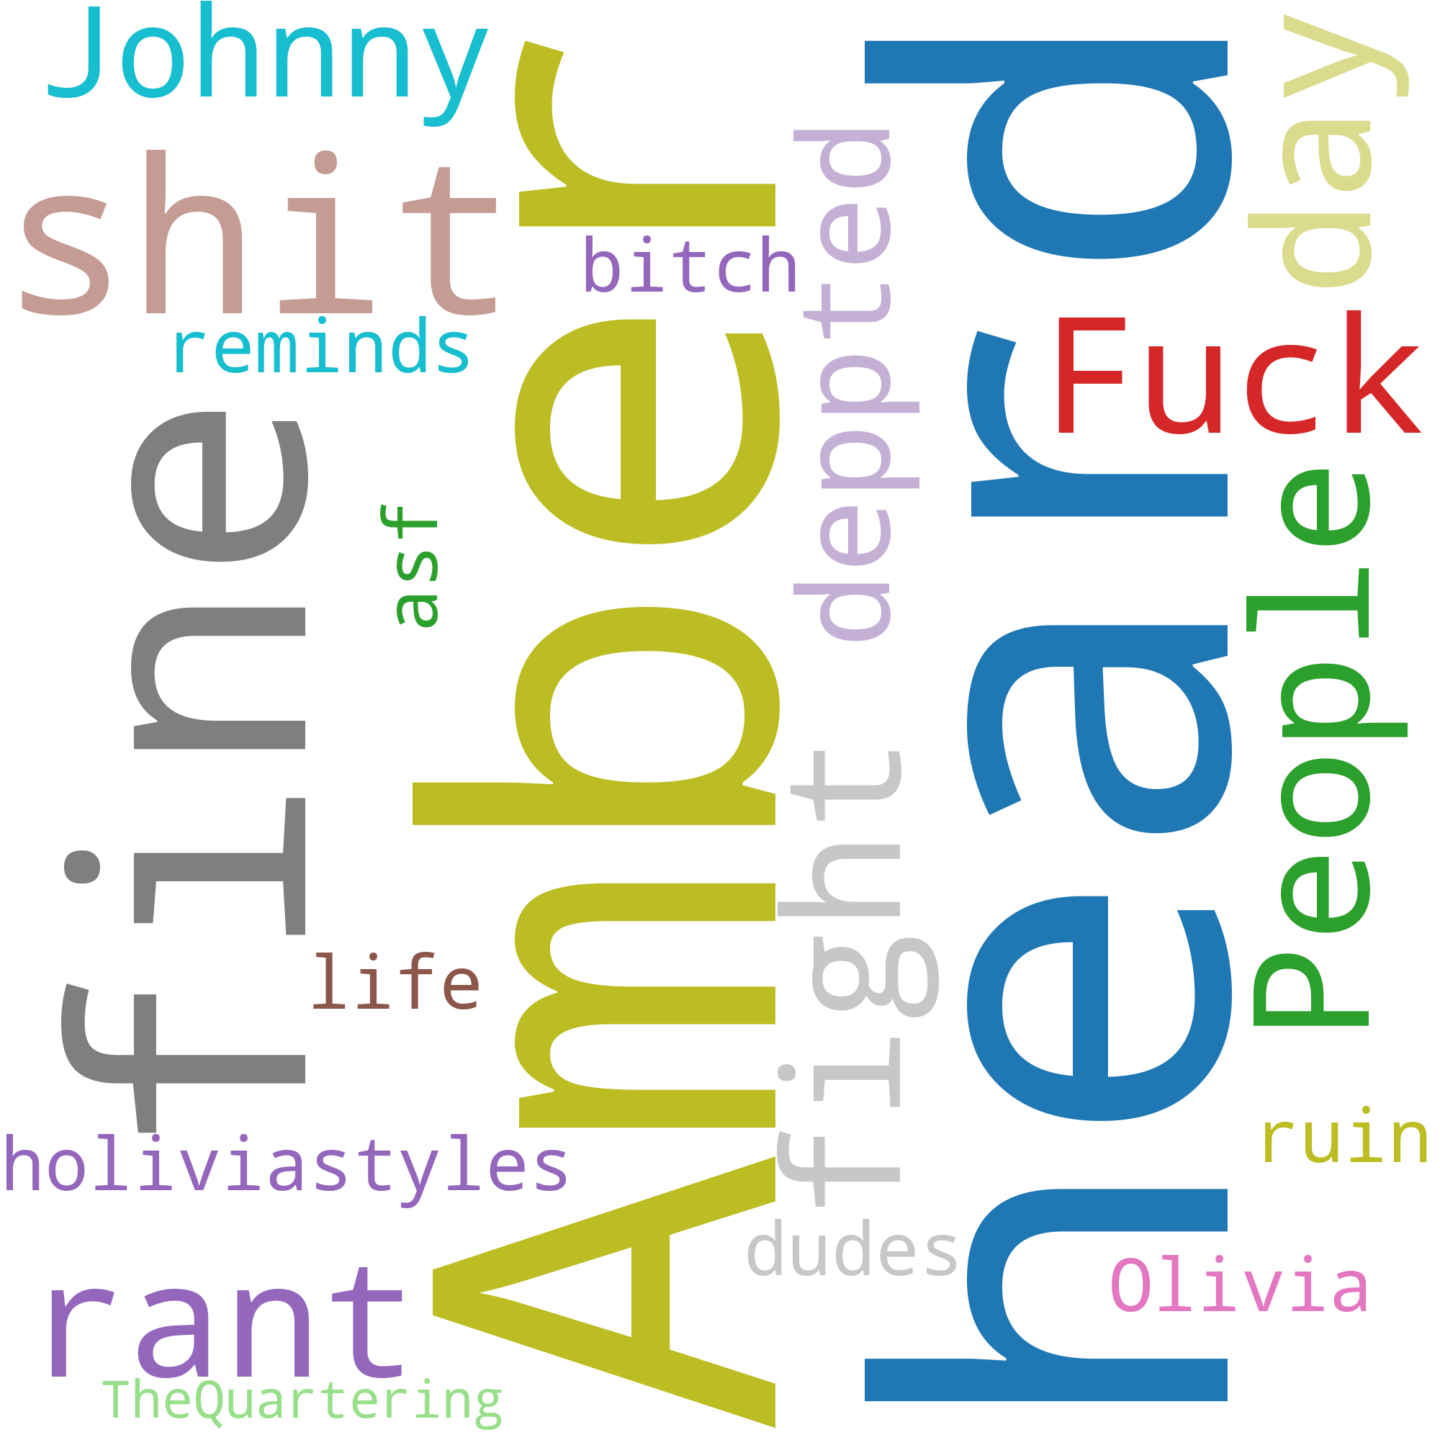 Johnny
shit
reminds
fine
asf
life
holiviastyles
rant
TheQuartering
Amber
bitch
deppted
fight
dudes
heard
day
Fuck
People
ruin
Olivia